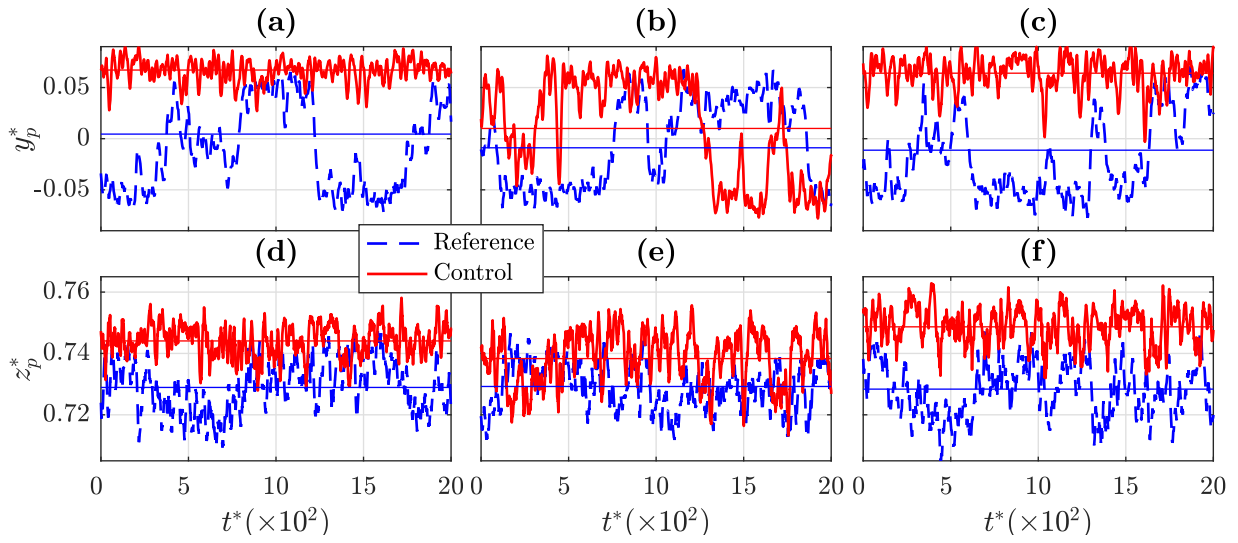 (a) (b) (c)
y*p
0.05
0
-0.05
Reference
Control
(d) (e) (f)
z*p
0.76
0.74
0.72
0 5 10 15 20 0 5 10 15 20 0 5 10 15 20
t*(×10²) t*(×10²) t*(×10²)